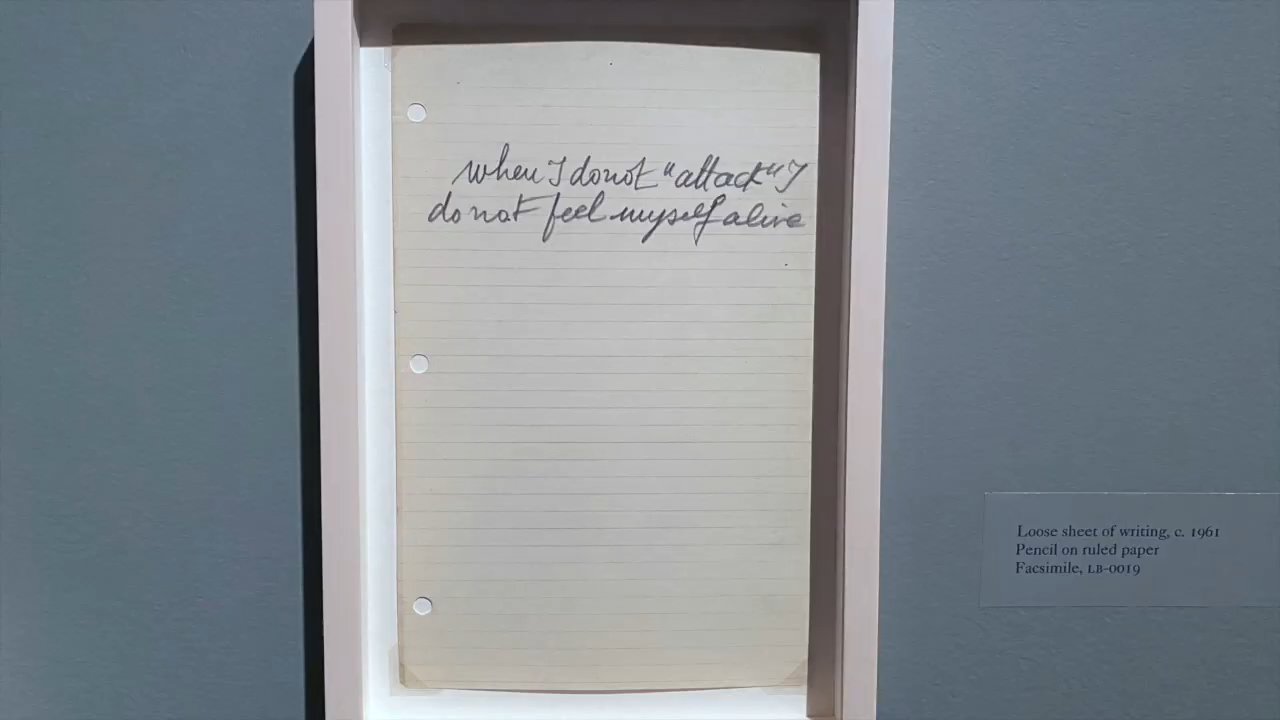 when I do not "attack" I
do not feel myself alive
Loose sheet of writing, c. 1961
Pencil on ruled paper
Facsimile, LB-0019